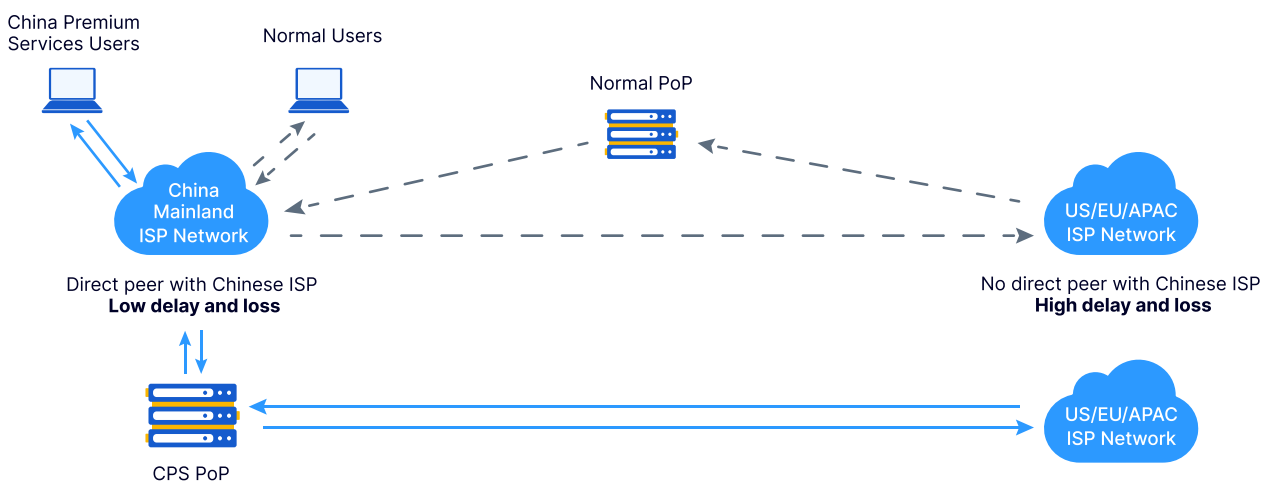 China Premium
Services Users
Normal Users
Normal PoP
China
Mainland
ISP Network
US/EU/APAC
ISP Network
Direct peer with Chinese ISP
Low delay and loss
No direct peer with Chinese ISP
High delay and loss
US/EU/APAC
ISP Network
CPS PoP